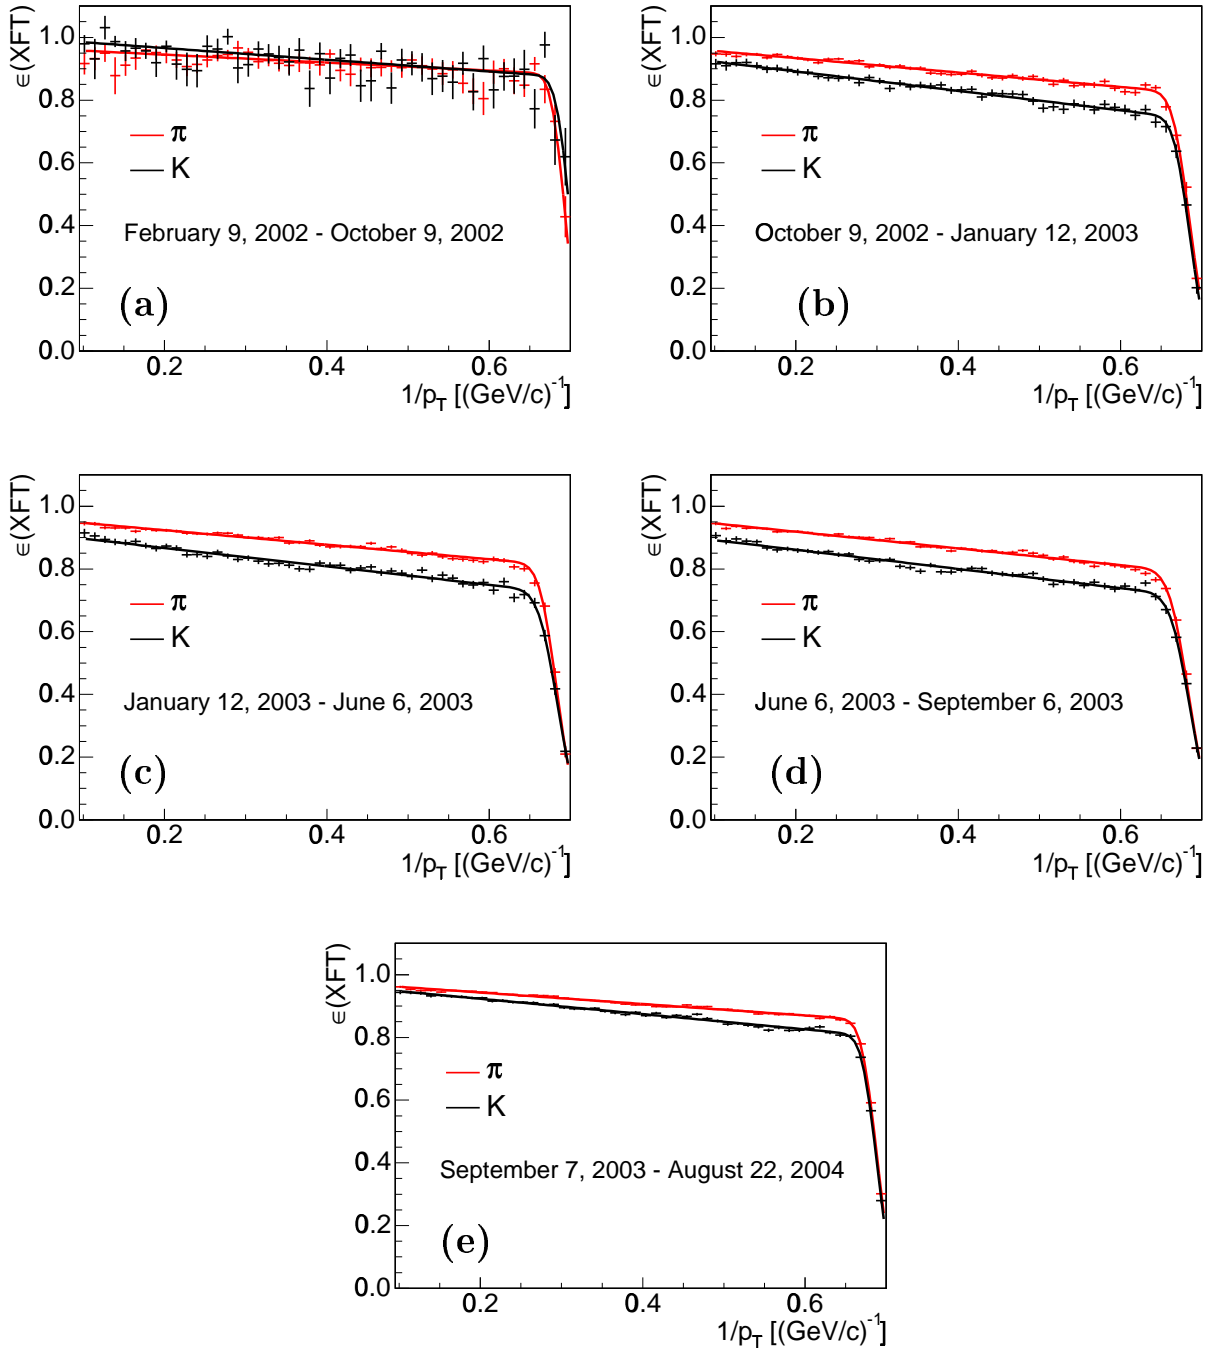 ϵ(XFT)
1.0
0.8
0.6
0.4
0.2
0.0
π
K
February 9, 2002 - October 9, 2002
(a)
0.2 0.4 0.6
1/p_T [(GeV/c)^-1]
ϵ(XFT)
1.0
0.8
0.6
0.4
0.2
0.0
π
K
October 9, 2002 - January 12, 2003
(b)
0.2 0.4 0.6
1/p_T [(GeV/c)^-1]
ϵ(XFT)
1.0
0.8
0.6
0.4
0.2
0.0
π
K
January 12, 2003 - June 6, 2003
(c)
0.2 0.4 0.6
1/p_T [(GeV/c)^-1]
ϵ(XFT)
1.0
0.8
0.6
0.4
0.2
0.0
π
K
June 6, 2003 - September 6, 2003
(d)
0.2 0.4 0.6
1/p_T [(GeV/c)^-1]
ϵ(XFT)
1.0
0.8
0.6
0.4
0.2
0.0
π
K
September 7, 2003 - August 22, 2004
(e)
0.2 0.4 0.6
1/p_T [(GeV/c)^-1]